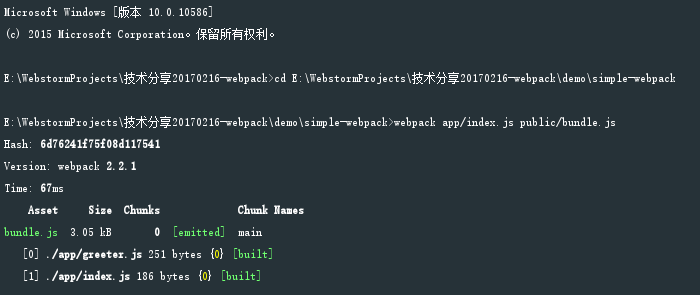 Microsoft Windows [版本 10.0.10586]
(c) 2015 Microsoft Corporation。保留所有权利。
E:\WebstormProjects\技术分享20170216-webpack>cd E:\WebstormProjects\技术分享20170216-webpack\demo\simple-webpack
E:\WebstormProjects\技术分享20170216-webpack\demo\simple-webpack>webpack app/index.js public/bundle.js
Hash: 6d76241f75f08d117541
Version: webpack 2.2.1
Time: 67ms
Asset Size Chunks Chunk Names
bundle.js 3.05 kB 0 [emitted] main
[0] ./app/greeter.js 251 bytes {0} [built]
[1] ./app/index.js 186 bytes {0} [built]